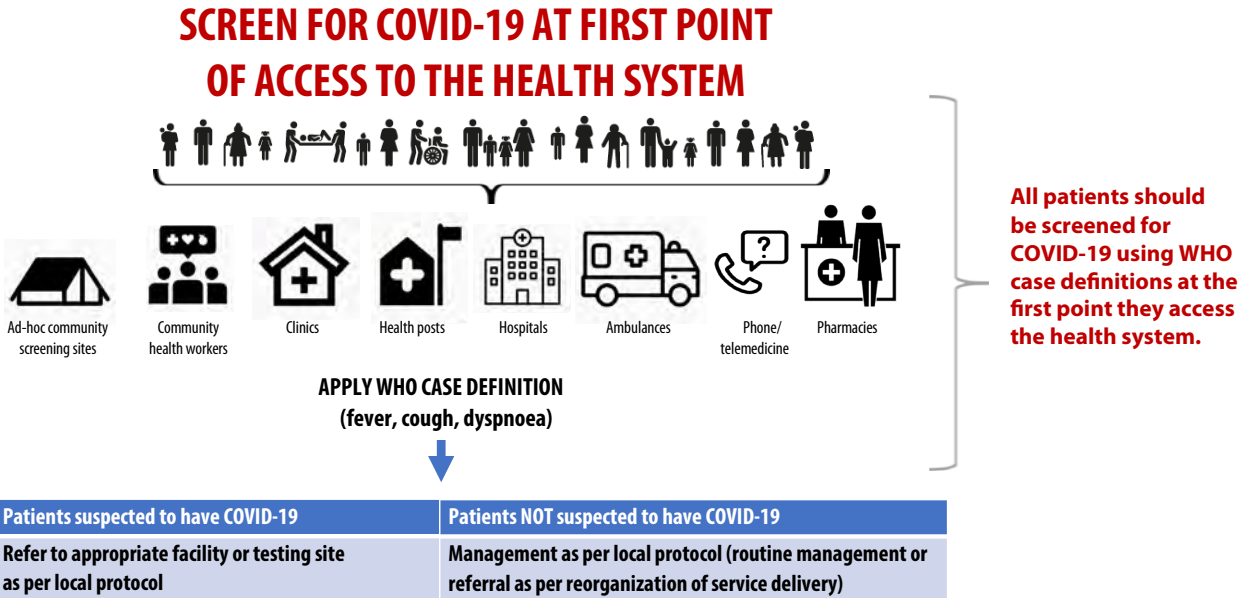 SCREEN FOR COVID-19 AT FIRST POINT
OF ACCESS TO THE HEALTH SYSTEM
Ad-hoc community
screening sites
Community
health workers
Clinics
Health posts
Hospitals
Ambulances
?
Phone/
telemedicine
Pharmacies
All patients should
be screened for
COVID-19 using WHO
case definitions at the
first point they access
the health system.
APPLY WHO CASE DEFINITION
(fever, cough, dyspnoea)
Patients suspected to have COVID-19
Patients NOT suspected to have COVID-19
Refer to appropriate facility or testing site
as per local protocol
Management as per local protocol (routine management or
referral as per reorganization of service delivery)